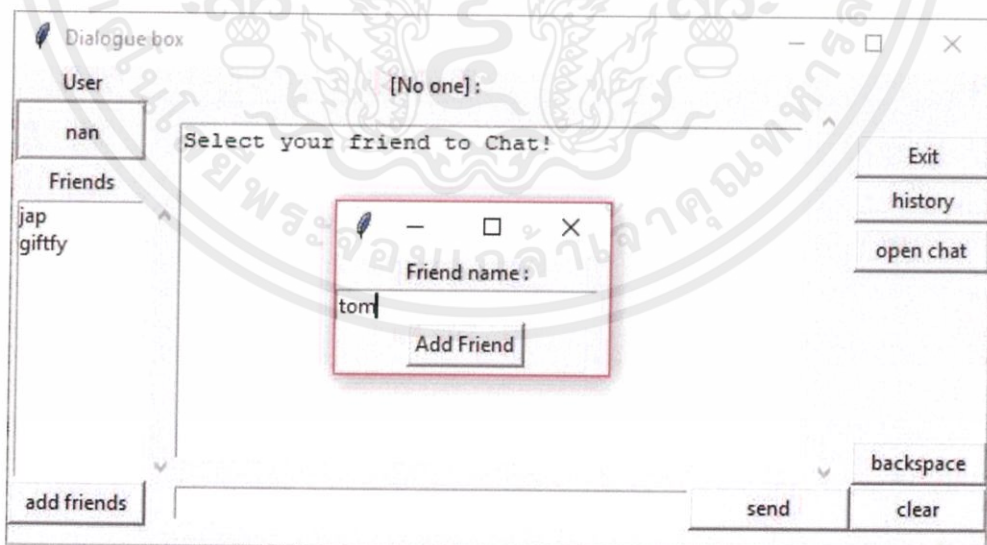 Dialogue box
User
[No one] :
nan
Select your friend to Chat!
Exit
Friends
history
jap
giftfy
open chat
Friend name :
tom
Add Friend
backspace
add friends
send
clear